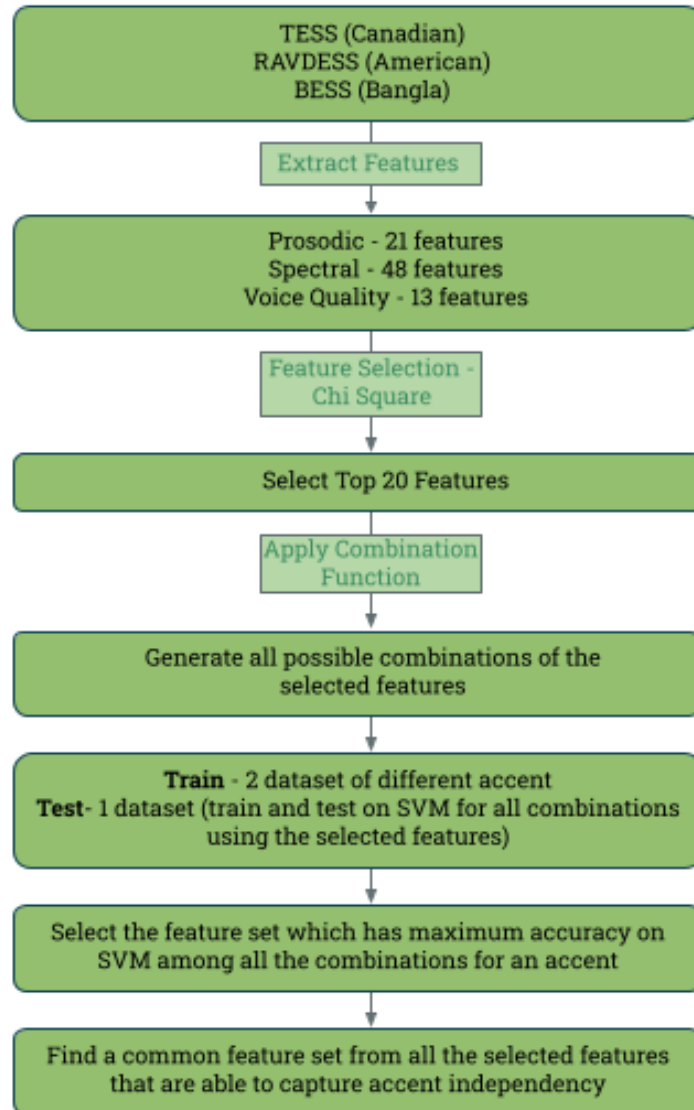 TESS (Canadian)
RAVDESS (American)
BESS (Bangla)
Extract Features
Prosodic - 21 features
Spectral - 48 features
Voice Quality - 13 features
Feature Selection -
Chi Square
Select Top 20 Features
Apply Combination
Function
Generate all possible combinations of the
selected features
Train - 2 dataset of different accent
Test- 1 dataset (train and test on SVM for all combinations
using the selected features)
Select the feature set which has maximum accuracy on
SVM among all the combinations for an accent
Find a common feature set from all the selected features
that are able to capture accent independency